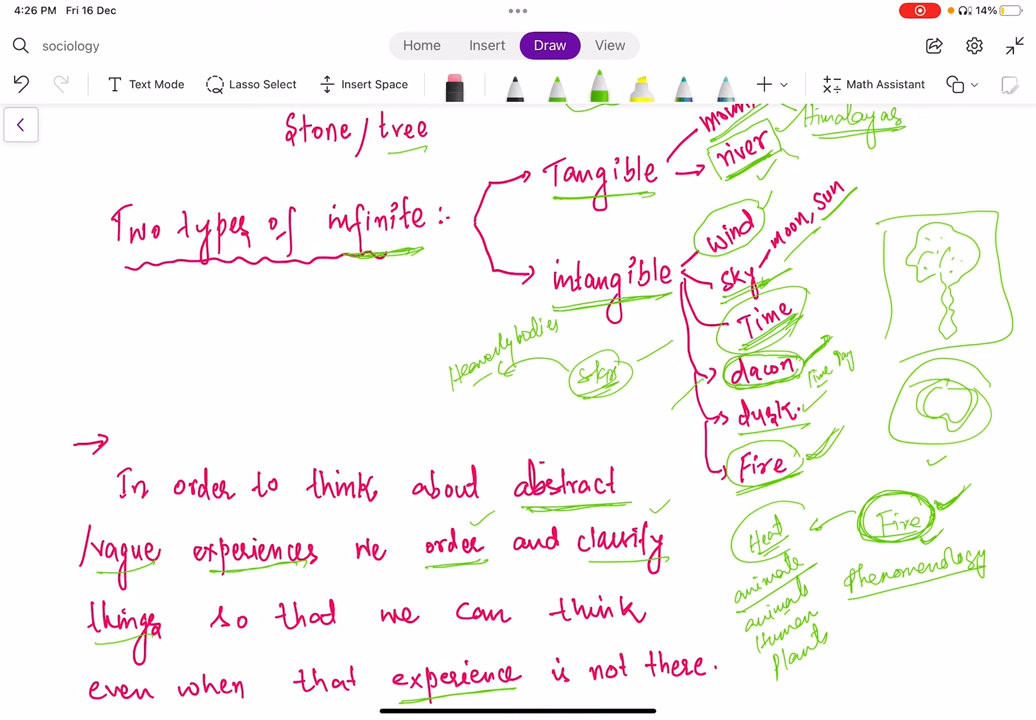 4:26 PM Fri 16 Dec
14%
sociology
Home Insert Draw View
Text Mode Lasso Select Insert Space Math Assistant
Stone / tree
Himalayas
Tangible
river
Two types of infinite :-
wind
intangible
sky moon, sun
Time
Heavenly bodies
sky
dawn
Time Day
dusk.
Fire
In order to think about abstract
/vague experiences we order and classify
things so that we can think
even when that experience is not there.
Heat
Fire
Phenomenology
animate
animals
Human
Plants